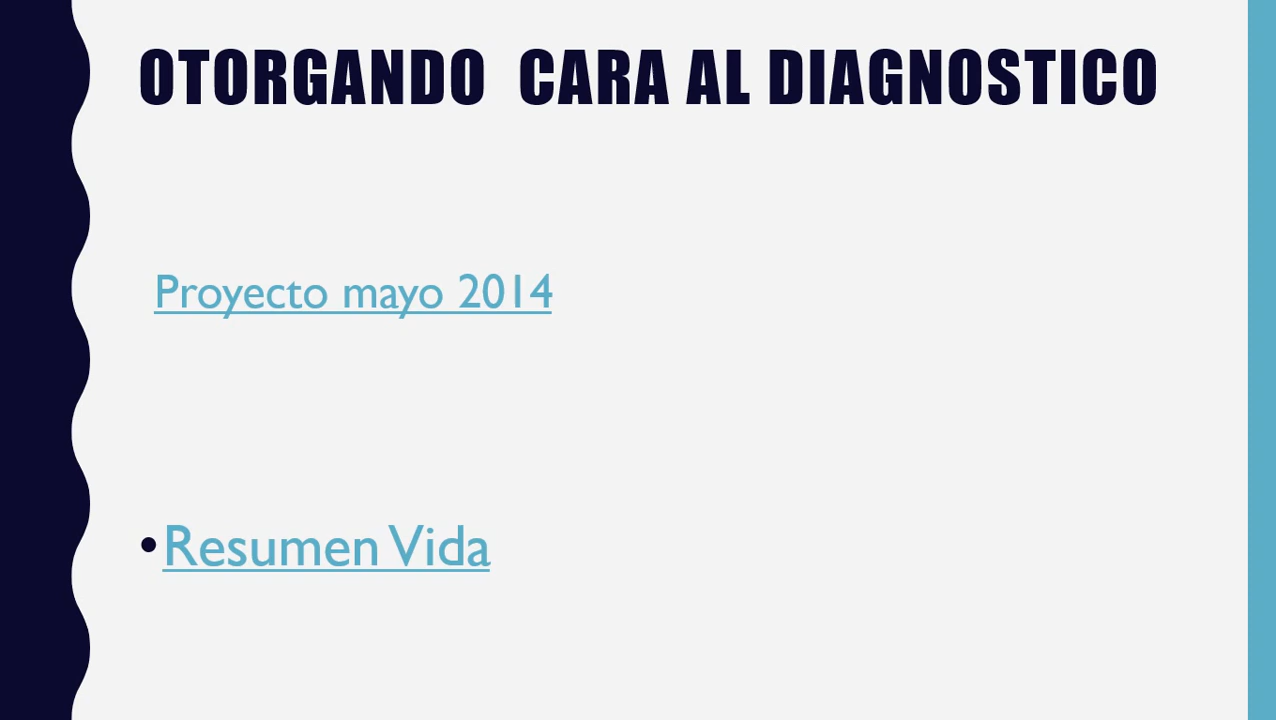 OTORGANDO CARA AL DIAGNOSTICO
Proyecto mayo 2014
•Resumen Vida